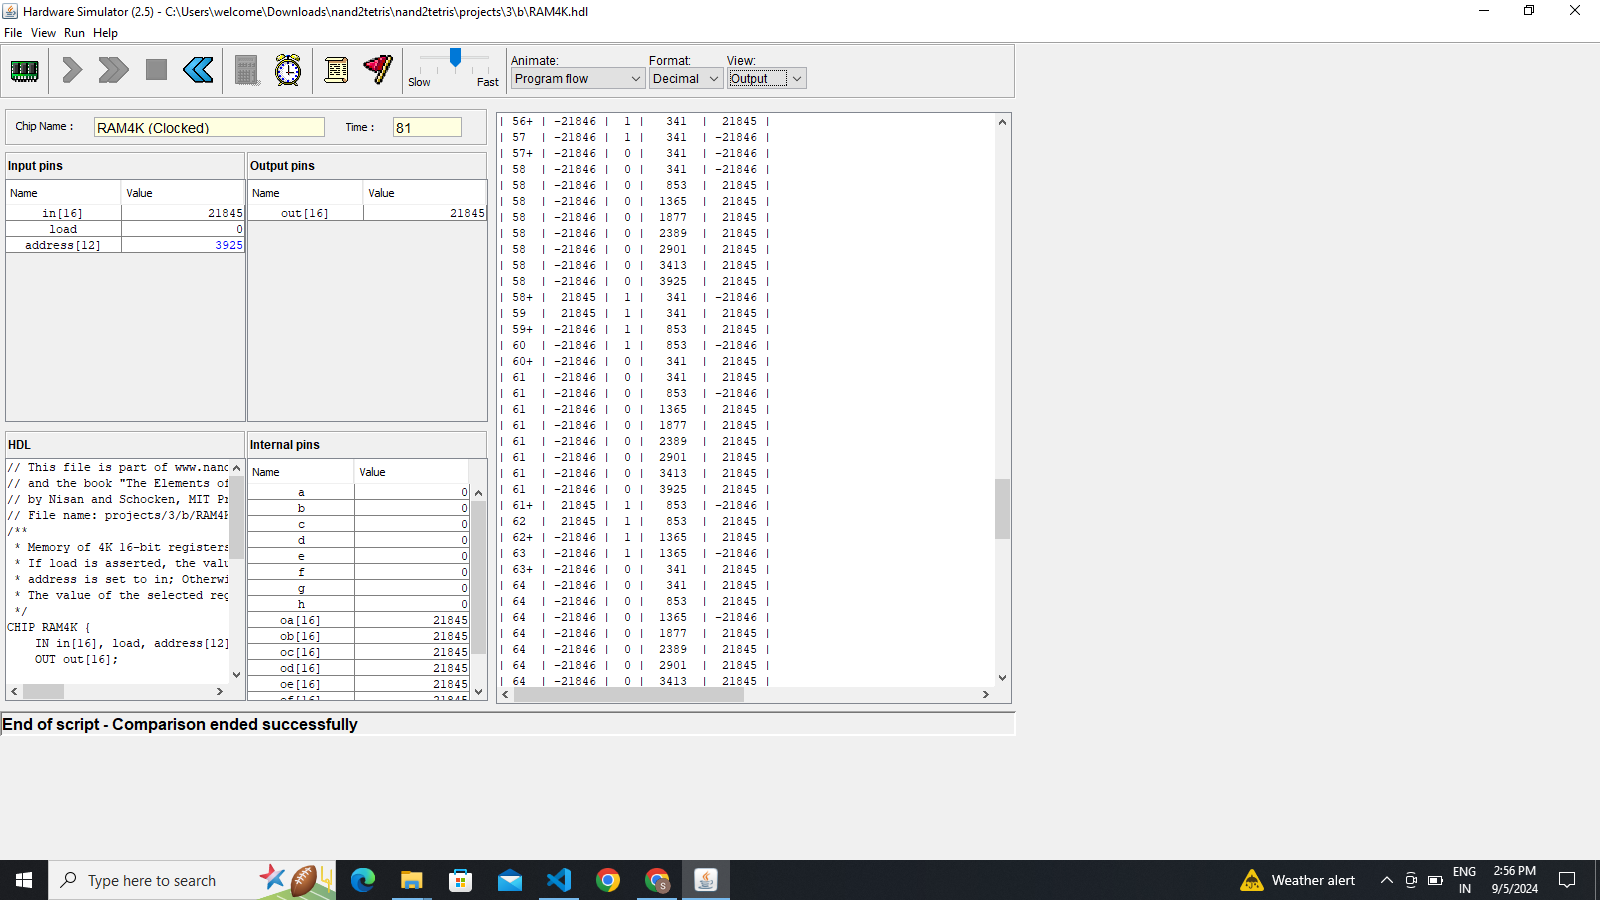 Hardware Simulator (2.5) - C:\Users\welcome\Downloads\nand2tetris\nand2tetris\projects\3\b\RAM4K.hdl
File View Run Help
Animate: Format: View:
Slow Fast Program flow Decimal Output
Chip Name : RAM4K (Clocked) Time : 81
Input pins
Name Value
in[16] 21845
load 0
address[12] 3925
Output pins
Name Value
out[16] 21845
HDL
// This file is part of www.nand
// and the book "The Elements of
// by Nisan and Schocken, MIT Pr
// File name: projects/3/b/RAM4K
/**
* Memory of 4K 16-bit registers
* If load is asserted, the valu
* address is set to in; Otherwi
* The value of the selected reg
*/
CHIP RAM4K {
IN in[16], load, address[12]
OUT out[16];
Internal pins
Name Value
a 0
b 0
c 0
d 0
e 0
f 0
g 0
h 0
oa[16] 21845
ob[16] 21845
oc[16] 21845
od[16] 21845
oe[16] 21845
| 56+ | -21846 | 1 | 341 | 21845 |
| 57 | -21846 | 1 | 341 | -21846 |
| 57+ | -21846 | 0 | 341 | -21846 |
| 58 | -21846 | 0 | 341 | -21846 |
| 58 | -21846 | 0 | 853 | 21845 |
| 58 | -21846 | 0 | 1365 | 21845 |
| 58 | -21846 | 0 | 1877 | 21845 |
| 58 | -21846 | 0 | 2389 | 21845 |
| 58 | -21846 | 0 | 2901 | 21845 |
| 58 | -21846 | 0 | 3413 | 21845 |
| 58 | -21846 | 0 | 3925 | 21845 |
| 58+ | 21845 | 1 | 341 | -21846 |
| 59 | 21845 | 1 | 341 | 21845 |
| 59+ | -21846 | 1 | 853 | 21845 |
| 60 | -21846 | 1 | 853 | -21846 |
| 60+ | -21846 | 0 | 341 | 21845 |
| 61 | -21846 | 0 | 341 | 21845 |
| 61 | -21846 | 0 | 853 | -21846 |
| 61 | -21846 | 0 | 1365 | 21845 |
| 61 | -21846 | 0 | 1877 | 21845 |
| 61 | -21846 | 0 | 2389 | 21845 |
| 61 | -21846 | 0 | 2901 | 21845 |
| 61 | -21846 | 0 | 3413 | 21845 |
| 61 | -21846 | 0 | 3925 | 21845 |
| 61+ | 21845 | 1 | 853 | -21846 |
| 62 | 21845 | 1 | 853 | 21845 |
| 62+ | -21846 | 1 | 1365 | 21845 |
| 63 | -21846 | 1 | 1365 | -21846 |
| 63+ | -21846 | 0 | 341 | 21845 |
| 64 | -21846 | 0 | 341 | 21845 |
| 64 | -21846 | 0 | 853 | 21845 |
| 64 | -21846 | 0 | 1365 | -21846 |
| 64 | -21846 | 0 | 1877 | 21845 |
| 64 | -21846 | 0 | 2389 | 21845 |
| 64 | -21846 | 0 | 2901 | 21845 |
| 64 | -21846 | 0 | 3413 | 21845 |
End of script - Comparison ended successfully
Type here to search
S
Weather alert
ENG
IN
2:56 PM
9/5/2024